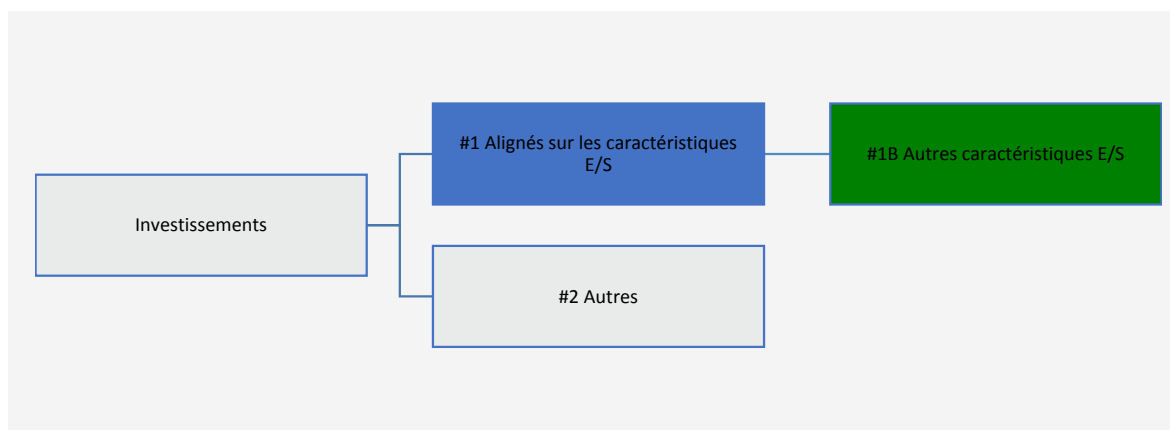 #1 Alignés sur les caractéristiques
E/S
#1B Autres caractéristiques E/S
Investissements
#2 Autres